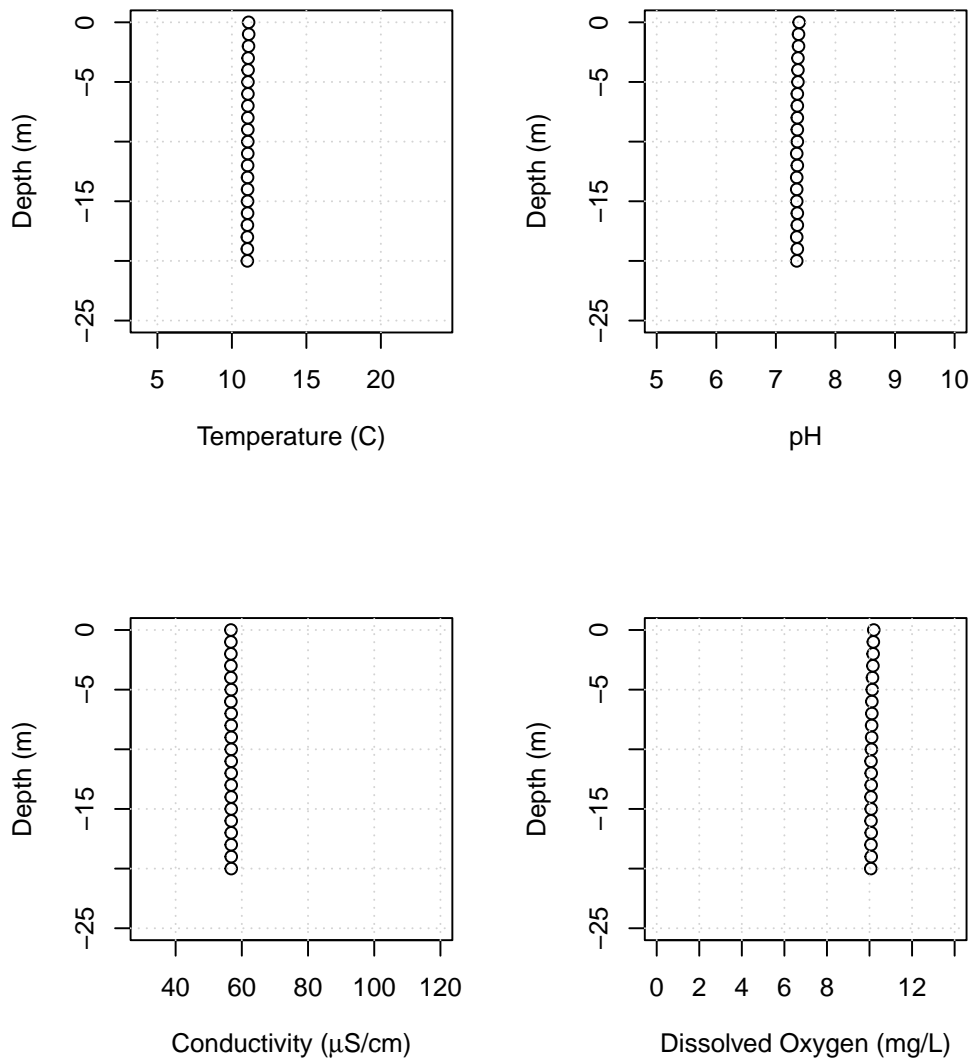 0
−5
−15
−25
Depth (m)
5 10 15 20
Temperature (C)
0
−5
−15
−25
Depth (m)
5 6 7 8 9 10
pH
0
−5
−15
−25
Depth (m)
40 60 80 100 120
Conductivity (μS/cm)
0
−5
−15
−25
Depth (m)
0 2 4 6 8 12
Dissolved Oxygen (mg/L)